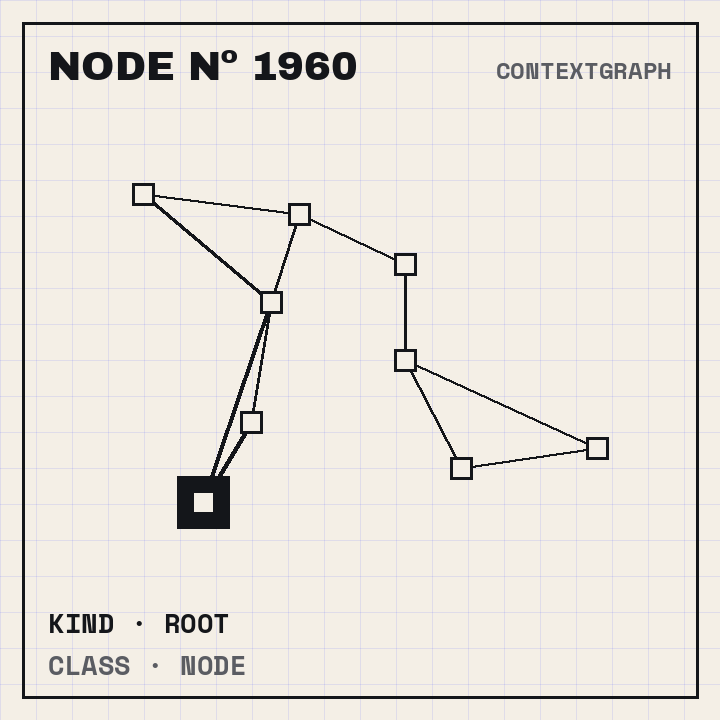 NODE Nº 1960
CONTEXTGRAPH
KIND · ROOT
CLASS · NODE